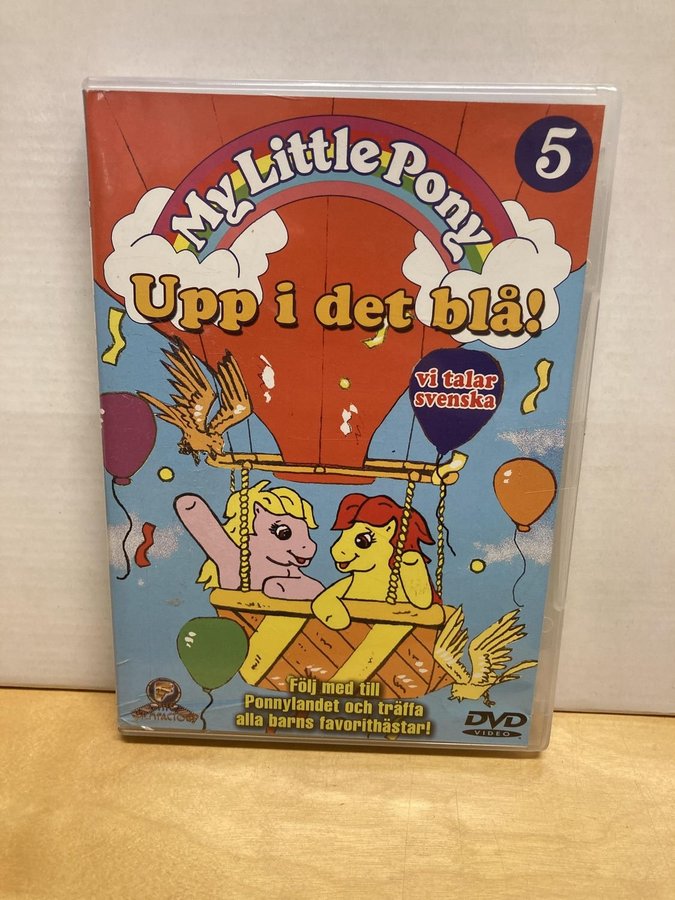 My Little Pony
5
Upp i det blå!
vi talar
svenska
Följ med till
Ponnylandet och träffa
alla barns favorithästar!
DVD
VIDEO